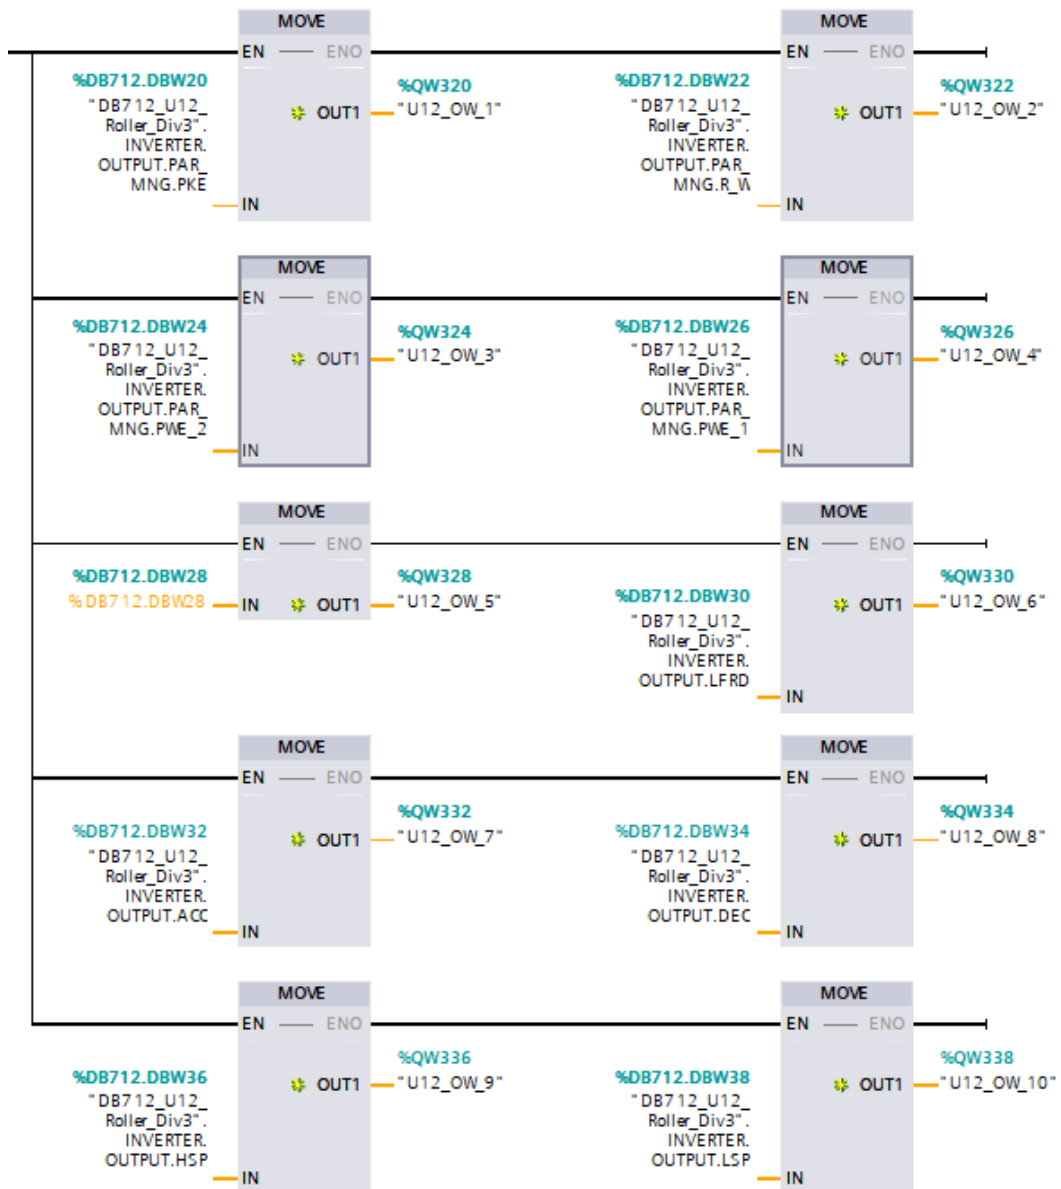 MOVE
EN ENO
%DB712.DBW20
"DB712_U12_
Roller_Div3".
INVERTER.
OUTPUT.PAR_
MNG.PKE
IN
OUT1
%QW320
"U12_OW_1"
MOVE
EN ENO
%DB712.DBW22
"DB712_U12_
Roller_Div3".
INVERTER.
OUTPUT.PAR_
MNG.R_W
IN
OUT1
%QW322
"U12_OW_2"
MOVE
EN ENO
%DB712.DBW24
"DB712_U12_
Roller_Div3".
INVERTER.
OUTPUT.PAR_
MNG.PWE_2
IN
OUT1
%QW324
"U12_OW_3"
MOVE
EN ENO
%DB712.DBW26
"DB712_U12_
Roller_Div3".
INVERTER.
OUTPUT.PAR_
MNG.PWE_1
IN
OUT1
%QW326
"U12_OW_4"
MOVE
EN ENO
%DB712.DBW28
%DB712.DBW28
IN
OUT1
%QW328
"U12_OW_5"
MOVE
EN ENO
%DB712.DBW30
"DB712_U12_
Roller_Div3".
INVERTER.
OUTPUT.LFRD
IN
OUT1
%QW330
"U12_OW_6"
MOVE
EN ENO
%DB712.DBW32
"DB712_U12_
Roller_Div3".
INVERTER.
OUTPUT.ACC
IN
OUT1
%QW332
"U12_OW_7"
MOVE
EN ENO
%DB712.DBW34
"DB712_U12_
Roller_Div3".
INVERTER.
OUTPUT.DEC
IN
OUT1
%QW334
"U12_OW_8"
MOVE
EN ENO
%DB712.DBW36
"DB712_U12_
Roller_Div3".
INVERTER.
OUTPUT.HSP
IN
OUT1
%QW336
"U12_OW_9"
MOVE
EN ENO
%DB712.DBW38
"DB712_U12_
Roller_Div3".
INVERTER.
OUTPUT.LSP
IN
OUT1
%QW338
"U12_OW_10"